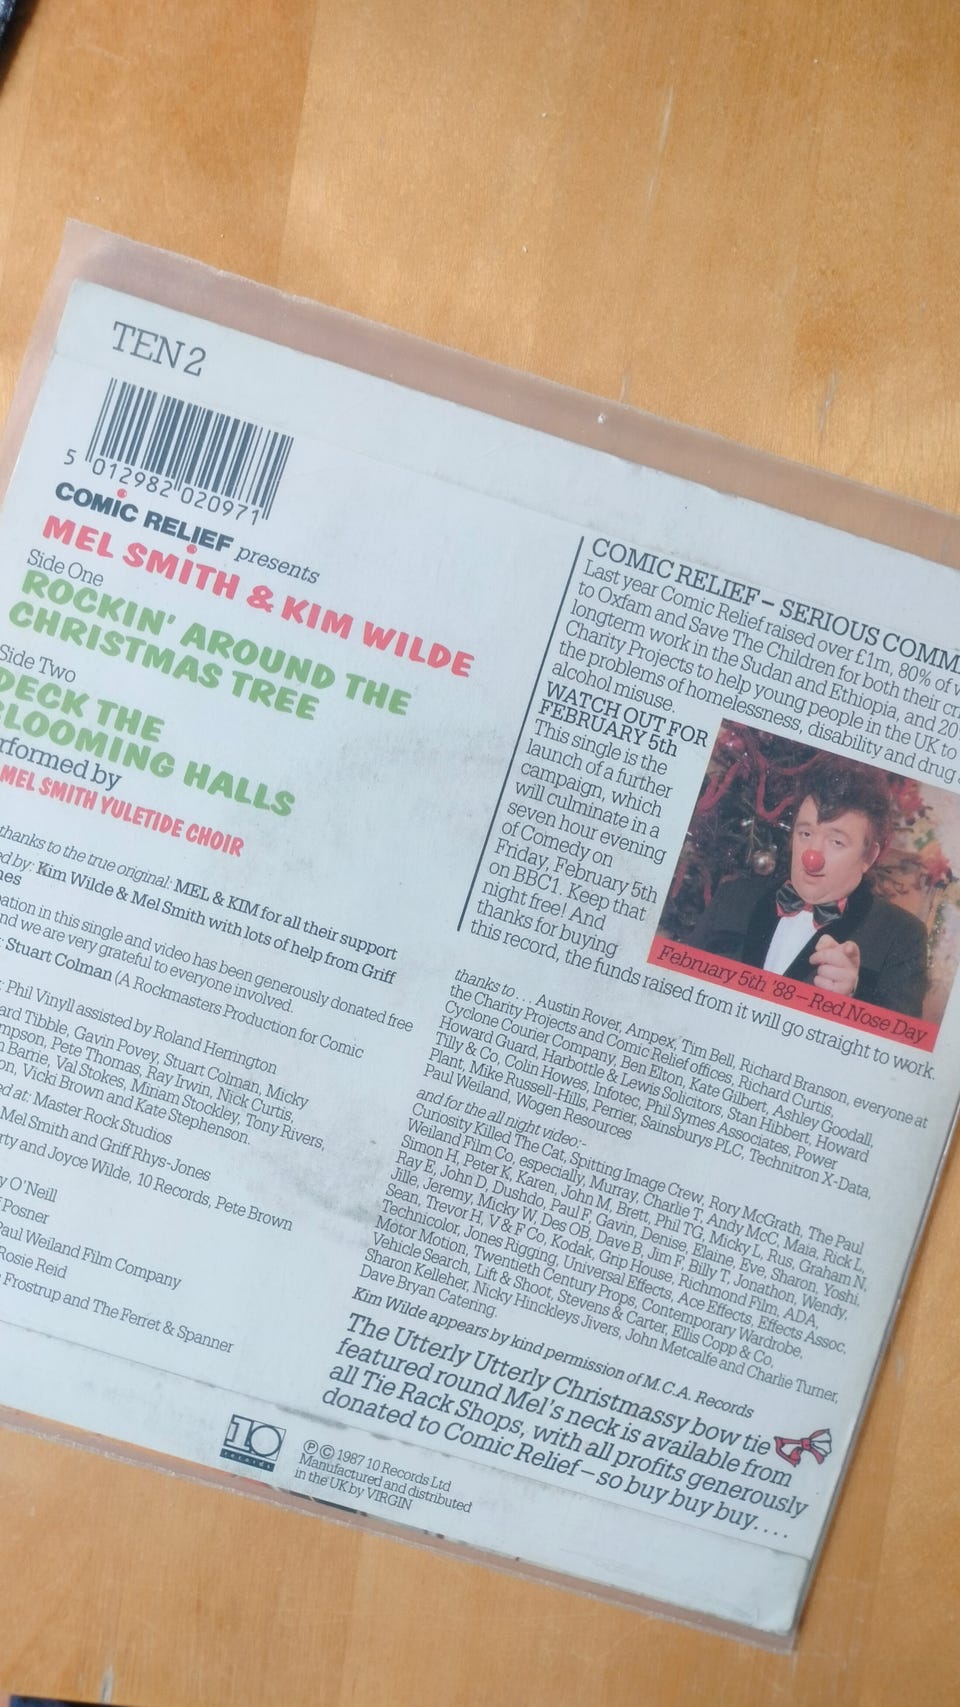 TEN 2
5 012982 020971
COMIC RELIEF presents
MEL SMITH & KIM WILDE
Side One
ROCKIN' AROUND THE
CHRISTMAS TREE
Side Two
DECK THE
BLOOMING HALLS
rformed by
MEL SMITH YULETIDE CHOIR
thanks to the true original: MEL & KIM for all their support
ed by: Kim Wilde & Mel Smith with lots of help from Griff
nes
ation in this single and video has been generously donated free
nd we are very grateful to everyone involved.
: Stuart Colman (A Rockmasters Production for Comic
: Phil Vinyll assisted by Roland Herrington
ard Tibble, Gavin Povey, Stuart Colman, Micky
mpson, Pete Thomas, Ray Irwin, Nick Curtis,
n Barrie, Val Stokes, Miriam Stockley, Tony Rivers,
on, Vicki Brown and Kate Stephenson.
ed at: Master Rock Studios
Mel Smith and Griff Rhys-Jones
rty and Joyce Wilde, 10 Records, Pete Brown
y O'Neill
Posner
Paul Weiland Film Company
Rosie Reid
Frostrup and The Ferret & Spanner
COMIC RELIEF – SERIOUS COMM
Last year Comic Relief raised over £1m, 80% of w
to Oxfam and Save The Children for both their cri
longterm work in the Sudan and Ethiopia, and 20
Charity Projects to help young people in the UK to
the problems of homelessness, disability and drug a
alcohol misuse.
WATCH OUT FOR
FEBRUARY 5th
This single is the
launch of a further
campaign, which
will culminate in a
seven hour evening
of Comedy on
Friday, February 5th
on BBC1. Keep that
night free! And
thanks for buying
this record, the funds raised from it will go straight to work.
February 5th '88 – Red Nose Day
thanks to . . . Austin Rover, Ampex, Tim Bell, Richard Branson, everyone at
the Charity Projects and Comic Relief offices, Richard Curtis,
Cyclone Courier Company, Ben Elton, Kate Gilbert, Ashley Goodall,
Howard Guard, Harbottle & Lewis Solicitors, Stan Hibbert, Howard
Tilly & Co, Colin Howes, Infotec, Phil Symes Associates, Power
Plant, Mike Russell-Hills, Perrier, Sainsburys PLC, Technitron X-Data,
Paul Weiland, Wogen Resources
and for the all night video:-
Curiosity Killed The Cat, Spitting Image Crew, Rory McGrath, The Paul
Weiland Film Co, especially, Murray, Charlie T, Andy McC, Maia, Rick L,
Simon H, Peter K, Karen, John M, Brett, Phil TG, Micky L, Rus, Graham N,
Ray E, John D, Dushdo, Paul F, Gavin, Denise, Elaine, Eve, Sharon, Yoshi,
Jille, Jeremy, Micky W, Des OB, Dave B, Jim F, Billy T, Jonathon, Wendy,
Sean, Trevor H, V & F Co, Kodak, Grip House, Richmond Film, ADA,
Technicolor, Jones Rigging, Universal Effects, Ace Effects, Effects Assoc,
Motor Motion, Twentieth Century Props, Contemporary Wardrobe,
Vehicle Search, Lift & Shoot, Stevens & Carter, Ellis Copp & Co,
Sharon Kelleher, Nicky Hinckleys Jivers, John Metcalfe and Charlie Turner,
Dave Bryan Catering.
Kim Wilde appears by kind permission of M.C.A. Records
The Utterly Utterly Christmassy bow tie
featured round Mel's neck is available from
all Tie Rack Shops, with all profits generously
donated to Comic Relief – so buy buy buy. . . .
10
records
Ⓟ © 1987 10 Records Ltd
Manufactured and distributed
in the UK by VIRGIN